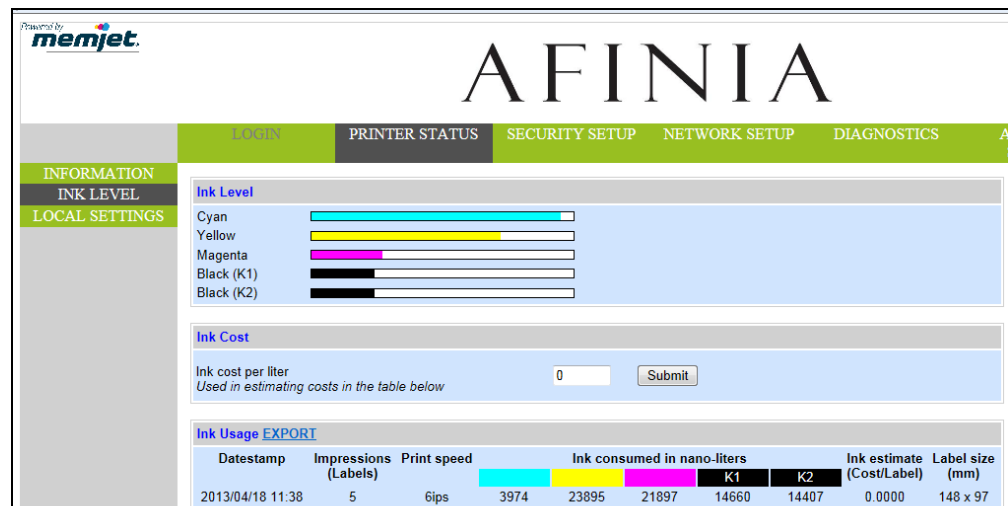 Powered by
memjet.
AFINIA
LOGIN PRINTER STATUS SECURITY SETUP NETWORK SETUP DIAGNOSTICS A
INFORMATION
INK LEVEL
LOCAL SETTINGS
Ink Level
Cyan
Yellow
Magenta
Black (K1)
Black (K2)
Ink Cost
Ink cost per liter
Used in estimating costs in the table below
0 Submit
Ink Usage EXPORT
Datestamp Impressions (Labels) Print speed Ink consumed in nano-liters Ink estimate (Cost/Label) Label size (mm)
K1 K2
2013/04/18 11:38 5 6ips 3974 23895 21897 14660 14407 0.0000 148 x 97